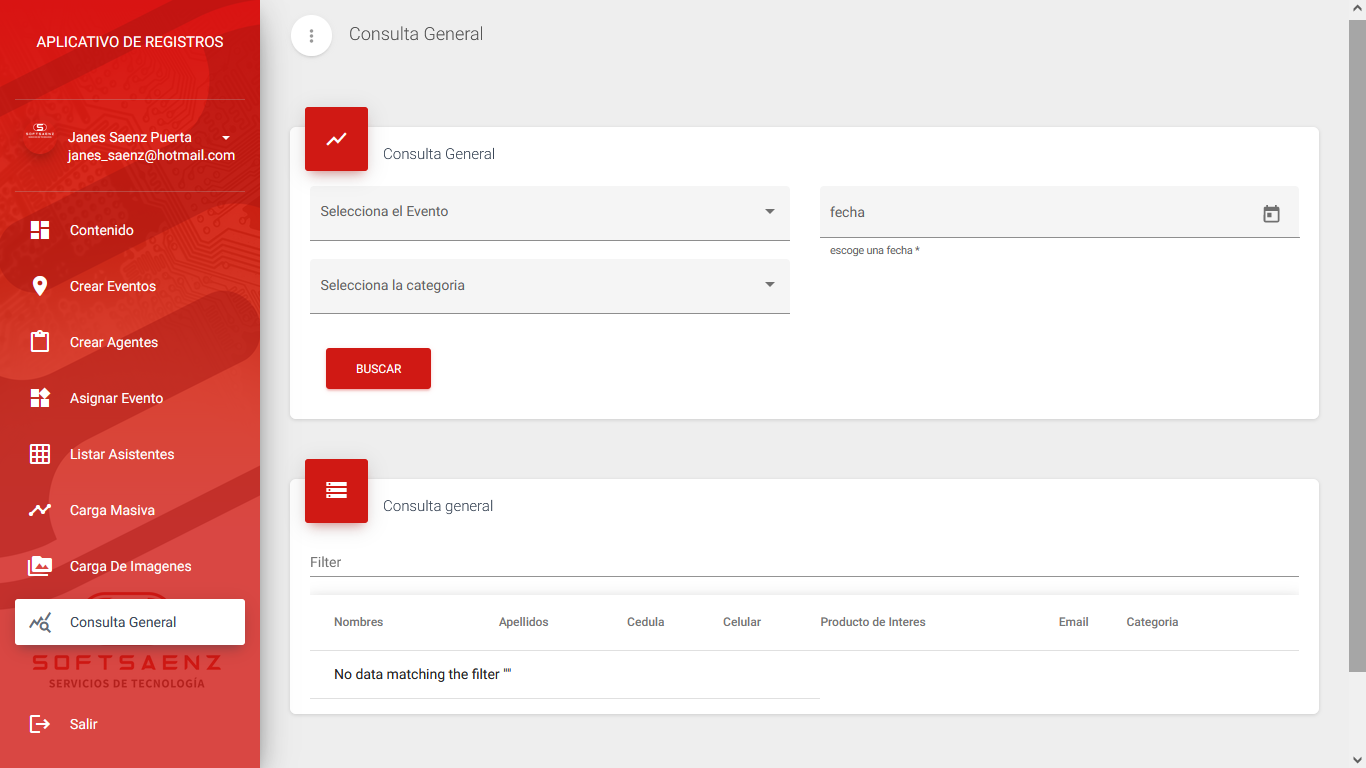 APLICATIVO DE REGISTROS
SOFTSAENZ
Janes Saenz Puerta
janes_saenz@hotmail.com
Contenido
Crear Eventos
Crear Agentes
Asignar Evento
Listar Asistentes
Carga Masiva
Carga De Imagenes
Consulta General
SOFTSAENZ
SERVICIOS DE TECNOLOGÍA
Salir
Consulta General
Consulta General
Selecciona el Evento
fecha
escoge una fecha *
Selecciona la categoria
BUSCAR
Consulta general
Filter
Nombres Apellidos Cedula Celular Producto de Interes Email Categoria
No data matching the filter ""